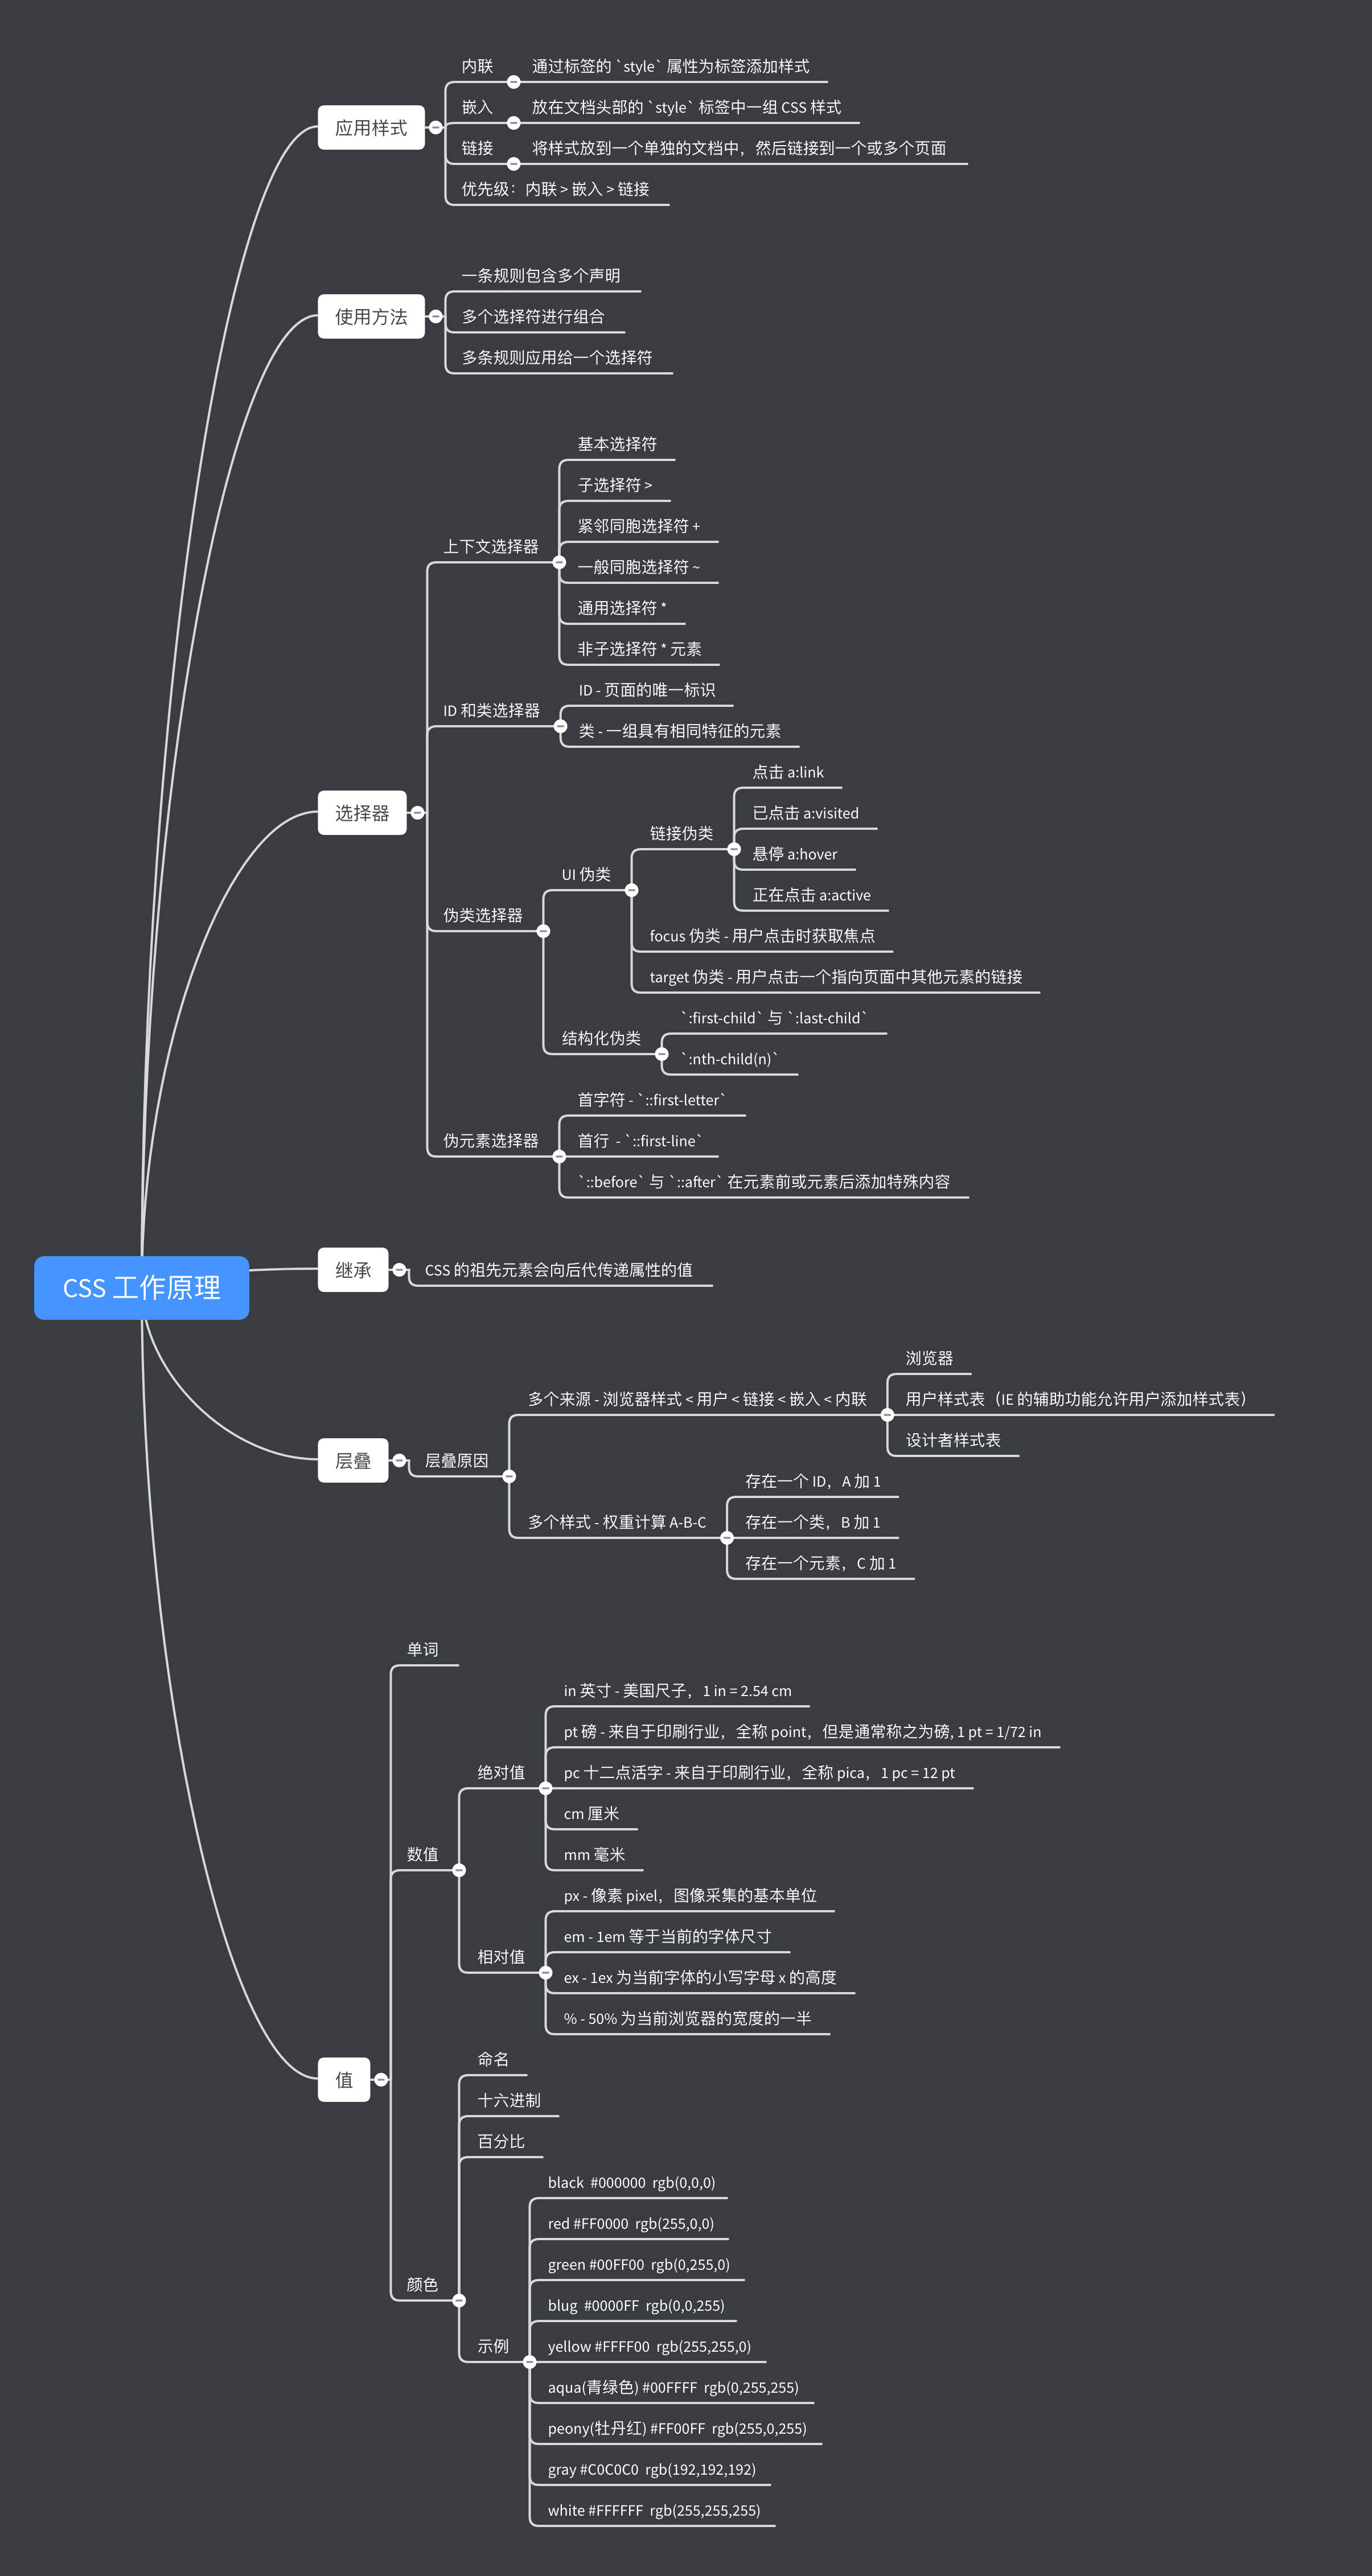 CSS 工作原理
应用样式
内联
通过标签的 `style` 属性为标签添加样式
嵌入
放在文档头部的 `style` 标签中一组 CSS 样式
链接
将样式放到一个单独的文档中，然后链接到一个或多个页面
优先级：内联 > 嵌入 > 链接
使用方法
一条规则包含多个声明
多个选择符进行组合
多条规则应用给一个选择符
选择器
上下文选择器
基本选择符
子选择符 >
紧邻同胞选择符 +
一般同胞选择符 ~
通用选择符 *
非子选择符 * 元素
ID 和类选择器
ID - 页面的唯一标识
类 - 一组具有相同特征的元素
伪类选择器
UI 伪类
链接伪类
点击 a:link
已点击 a:visited
悬停 a:hover
正在点击 a:active
focus 伪类 - 用户点击时获取焦点
target 伪类 - 用户点击一个指向页面中其他元素的链接
结构化伪类
`:first-child` 与 `:last-child`
`:nth-child(n)`
伪元素选择器
首字符 - `::first-letter`
首行  - `::first-line`
`::before` 与 `::after` 在元素前或元素后添加特殊内容
继承
CSS 的祖先元素会向后代传递属性的值
层叠
层叠原因
多个来源 - 浏览器样式 < 用户 < 链接 < 嵌入 < 内联
浏览器
用户样式表（IE 的辅助功能允许用户添加样式表）
设计者样式表
多个样式 - 权重计算 A-B-C
存在一个 ID，A 加 1
存在一个类，B 加 1
存在一个元素，C 加 1
值
单词
数值
绝对值
in 英寸 - 美国尺子，1 in = 2.54 cm
pt 磅 - 来自于印刷行业，全称 point，但是通常称之为磅, 1 pt = 1/72 in
pc 十二点活字 - 来自于印刷行业，全称 pica，1 pc = 12 pt
cm 厘米
mm 毫米
相对值
px - 像素 pixel，图像采集的基本单位
em - 1em 等于当前的字体尺寸
ex - 1ex 为当前字体的小写字母 x 的高度
% - 50% 为当前浏览器的宽度的一半
颜色
命名
十六进制
百分比
示例
black  #000000  rgb(0,0,0)
red #FF0000  rgb(255,0,0)
green #00FF00  rgb(0,255,0)
blug  #0000FF  rgb(0,0,255)
yellow #FFFF00  rgb(255,255,0)
aqua(青绿色) #00FFFF  rgb(0,255,255)
peony(牡丹红) #FF00FF  rgb(255,0,255)
gray #C0C0C0  rgb(192,192,192)
white #FFFFFF  rgb(255,255,255)